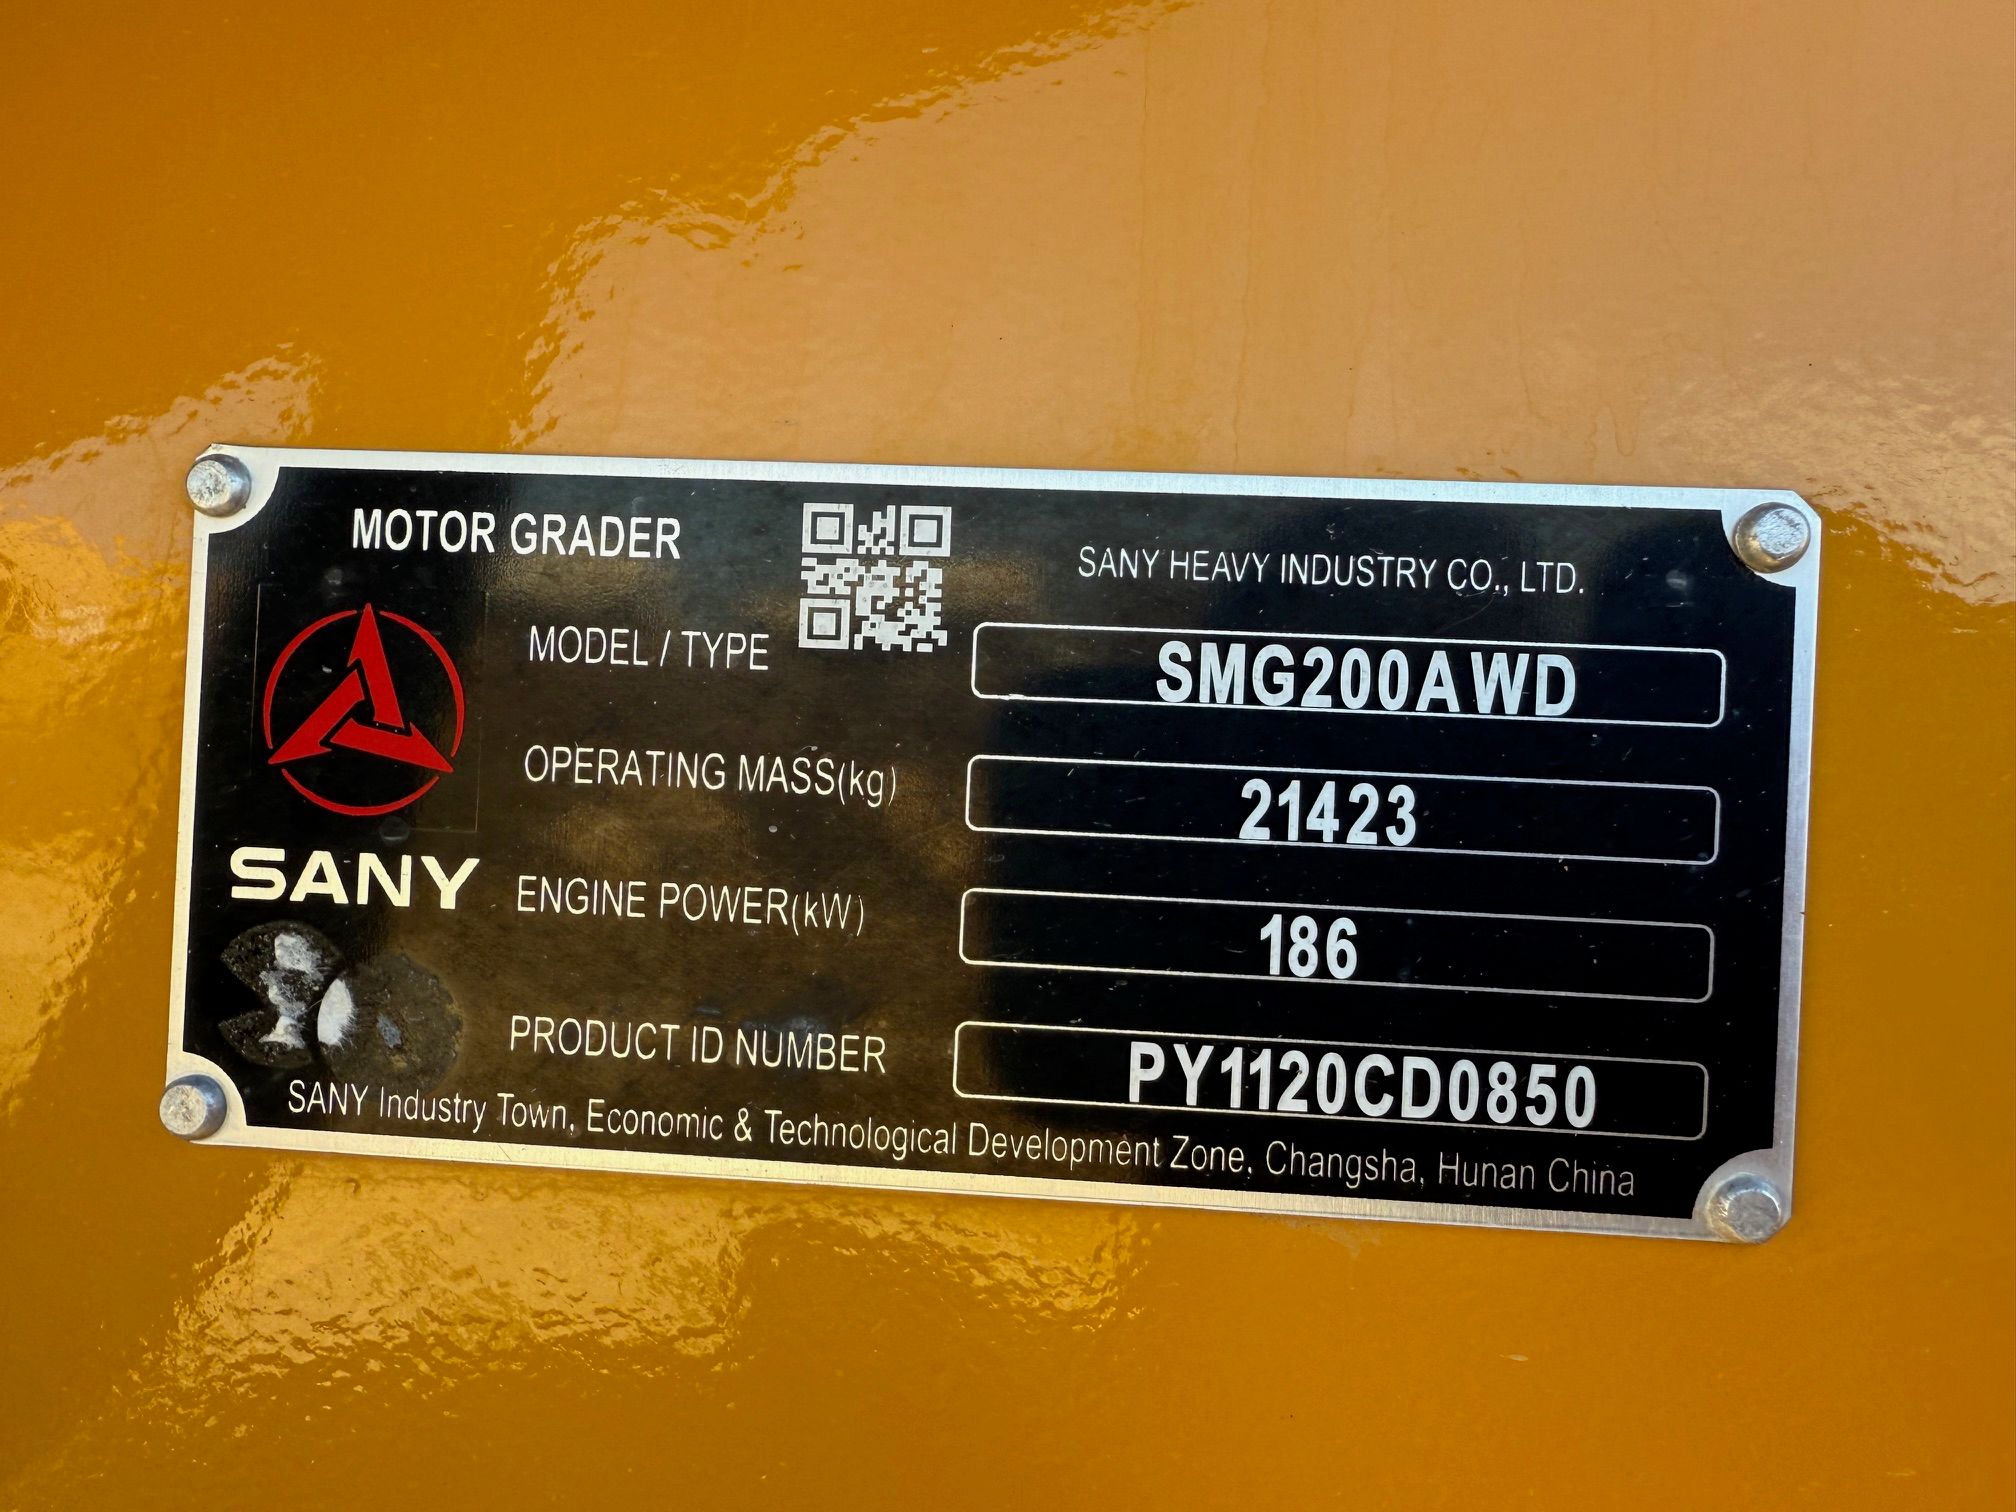 MOTOR GRADER
SANY HEAVY INDUSTRY CO., LTD.
MODEL / TYPE SMG200AWD
OPERATING MASS(kg) 21423
SANY
ENGINE POWER(kW) 186
PRODUCT ID NUMBER PY1120CD0850
SANY Industry Town, Economic & Technological Development Zone, Changsha, Hunan China